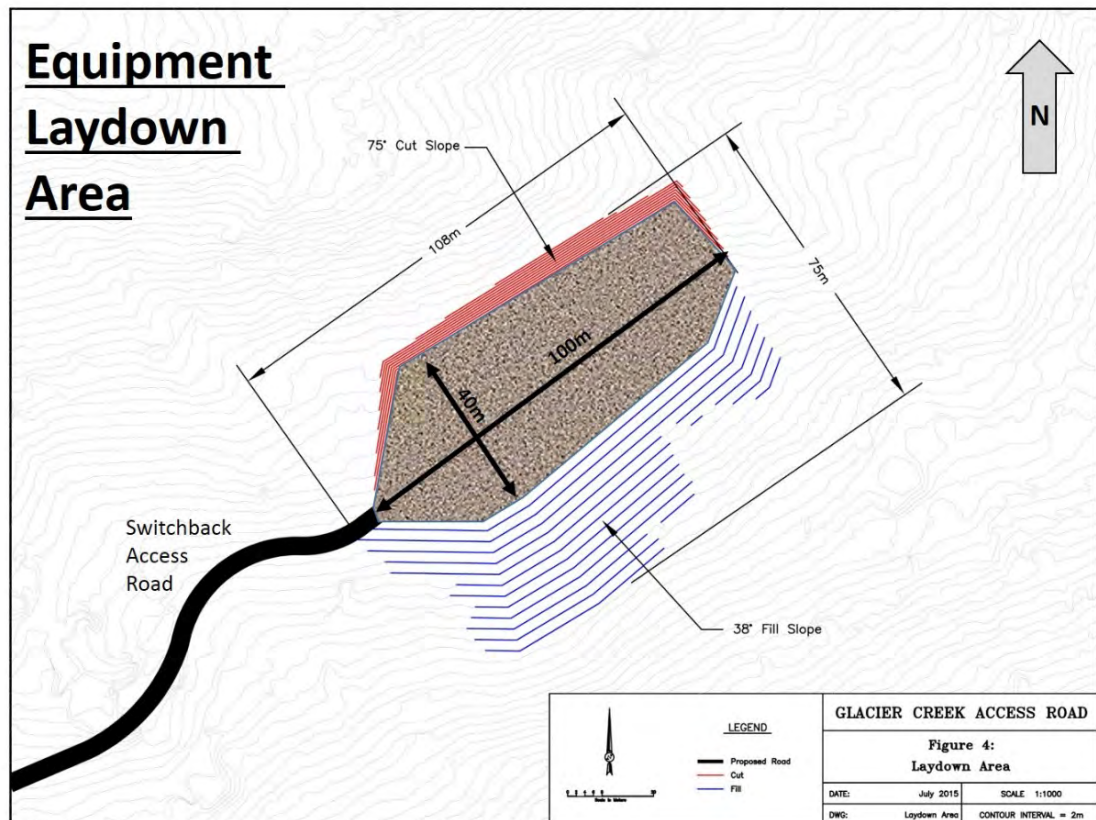 Equipment
Laydown
Area
N
75° Cut Slope
108m
75m
100m
40m
Switchback
Access
Road
38° Fill Slope
LEGEND
Proposed Road
Cut
Fill
GLACIER CREEK ACCESS ROAD
Figure 4:
Laydown Area
DATE: July 2015 SCALE 1:1000
DWG: Laydown Area CONTOUR INTERVAL = 2m